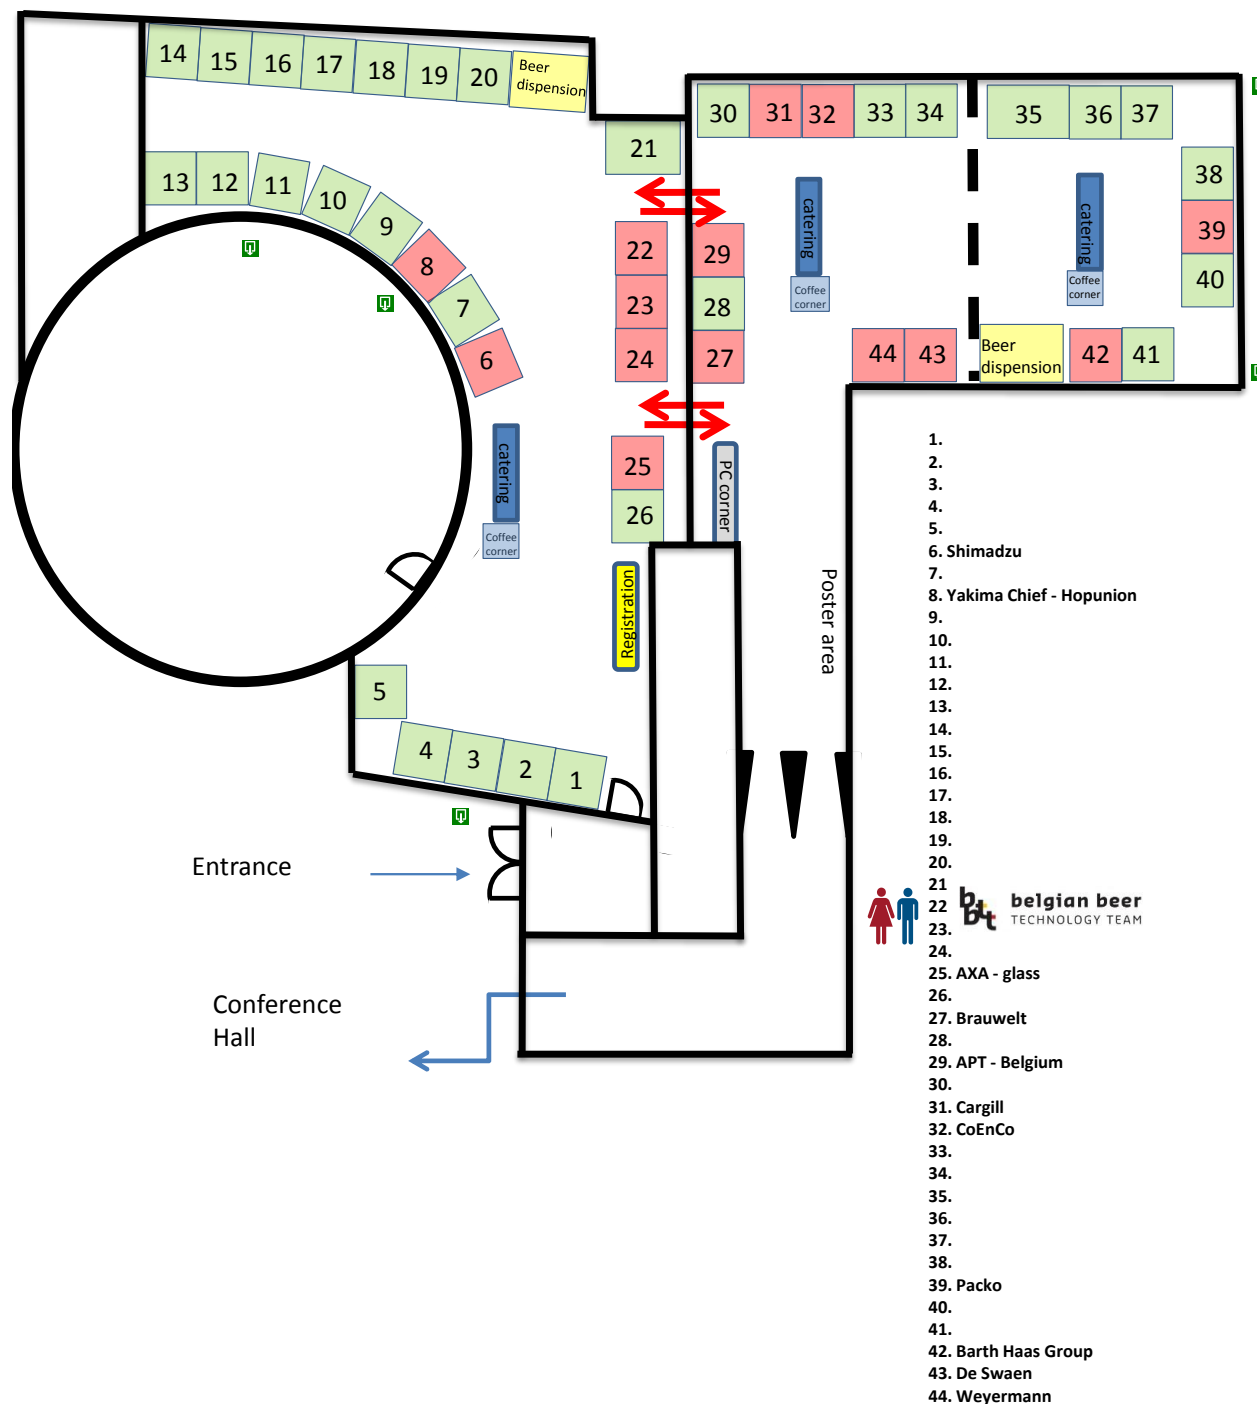 14
15
16
17
18
19
20
Beer
dispension
21
13
12
11
10
9
8
7
6
22
23
24
25
26
30
31
32
33
34
35
36
37
38
39
40
29
28
27
catering
Coffee
corner
catering
Coffee
corner
44
43
Beer
dispension
42
41
catering
Coffee
corner
PC corner
Registration
Poster area
5
4
3
2
1
Entrance
Conference
Hall
1.
2.
3.
4.
5.
6. Shimadzu
7.
8. Yakima Chief - Hopunion
9.
10.
11.
12.
13.
14.
15.
16.
17.
18.
19.
20.
21
22
bbtt belgian beer
TECHNOLOGY TEAM
23.
24.
25. AXA - glass
26.
27. Brauwelt
28.
29. APT - Belgium
30.
31. Cargill
32. CoEnCo
33.
34.
35.
36.
37.
38.
39. Packo
40.
41.
42. Barth Haas Group
43. De Swaen
44. Weyermann